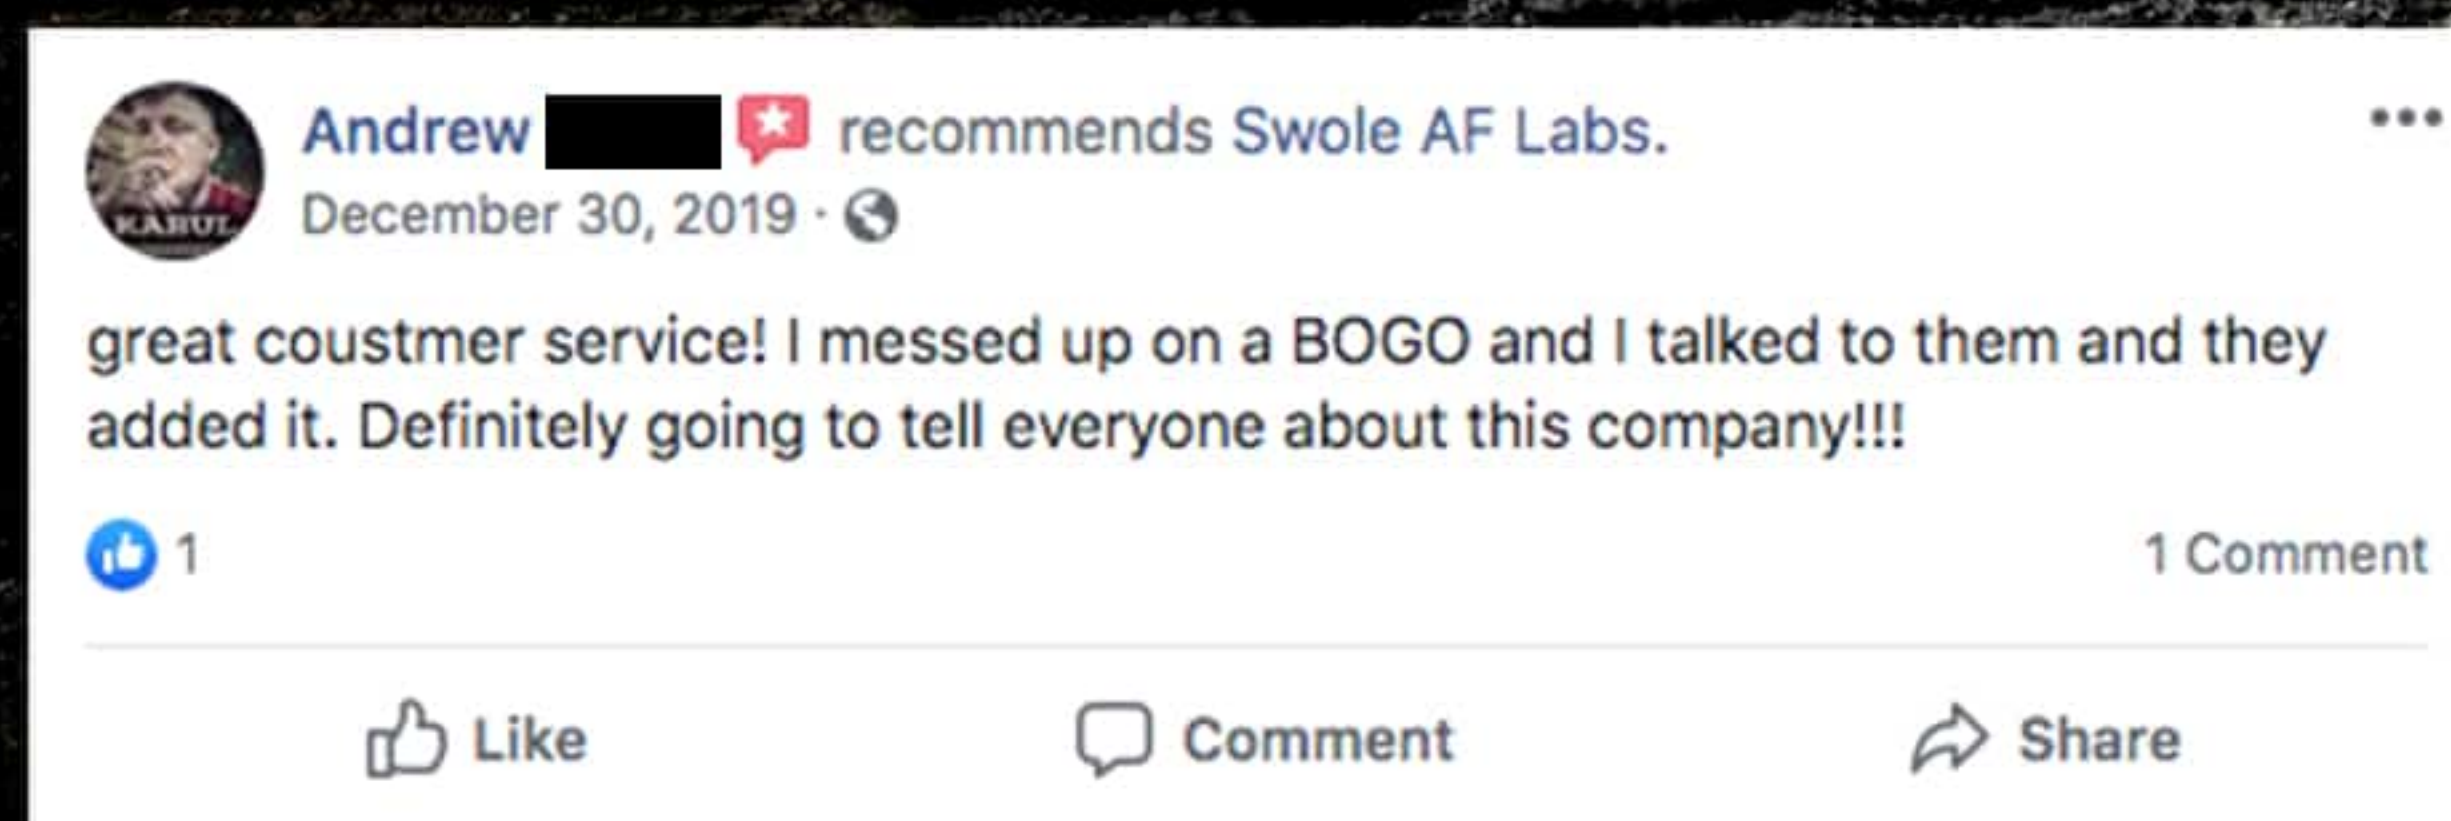 Andrew recommends Swole AF Labs.
December 30, 2019 ·
KABUL
great coustmer service! I messed up on a BOGO and I talked to them and they
added it. Definitely going to tell everyone about this company!!!
1
1 Comment
Like
Comment
Share